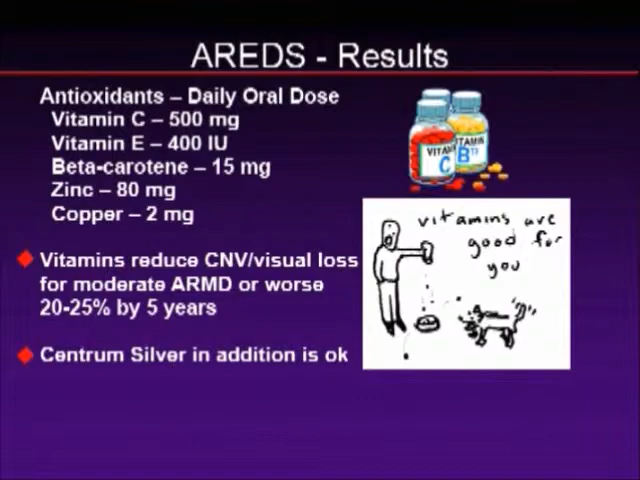 AREDS - Results
Antioxidants – Daily Oral Dose
Vitamin C – 500 mg
Vitamin E – 400 IU
Beta-carotene – 15 mg
Zinc – 80 mg
Copper – 2 mg
Vitamins reduce CNV/visual loss
for moderate ARMD or worse
20-25% by 5 years
Centrum Silver in addition is ok
VITAMIN
C
VITAMIN
vitamins are
good for
you